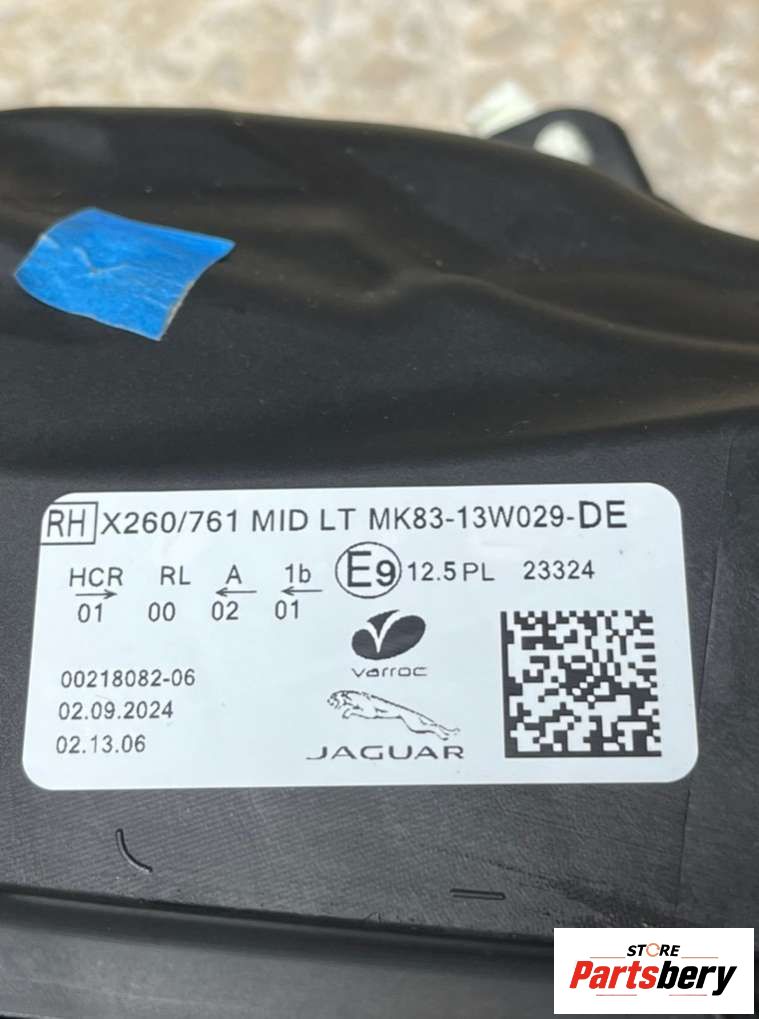 RH X260/761 MID LT MK83-13W029-DE
HCR RL A 1b E9 12.5 PL 23324
01 00 02 01
varroc
00218082-06
02.09.2024
02.13.06
JAGUAR
STORE
Partsbery